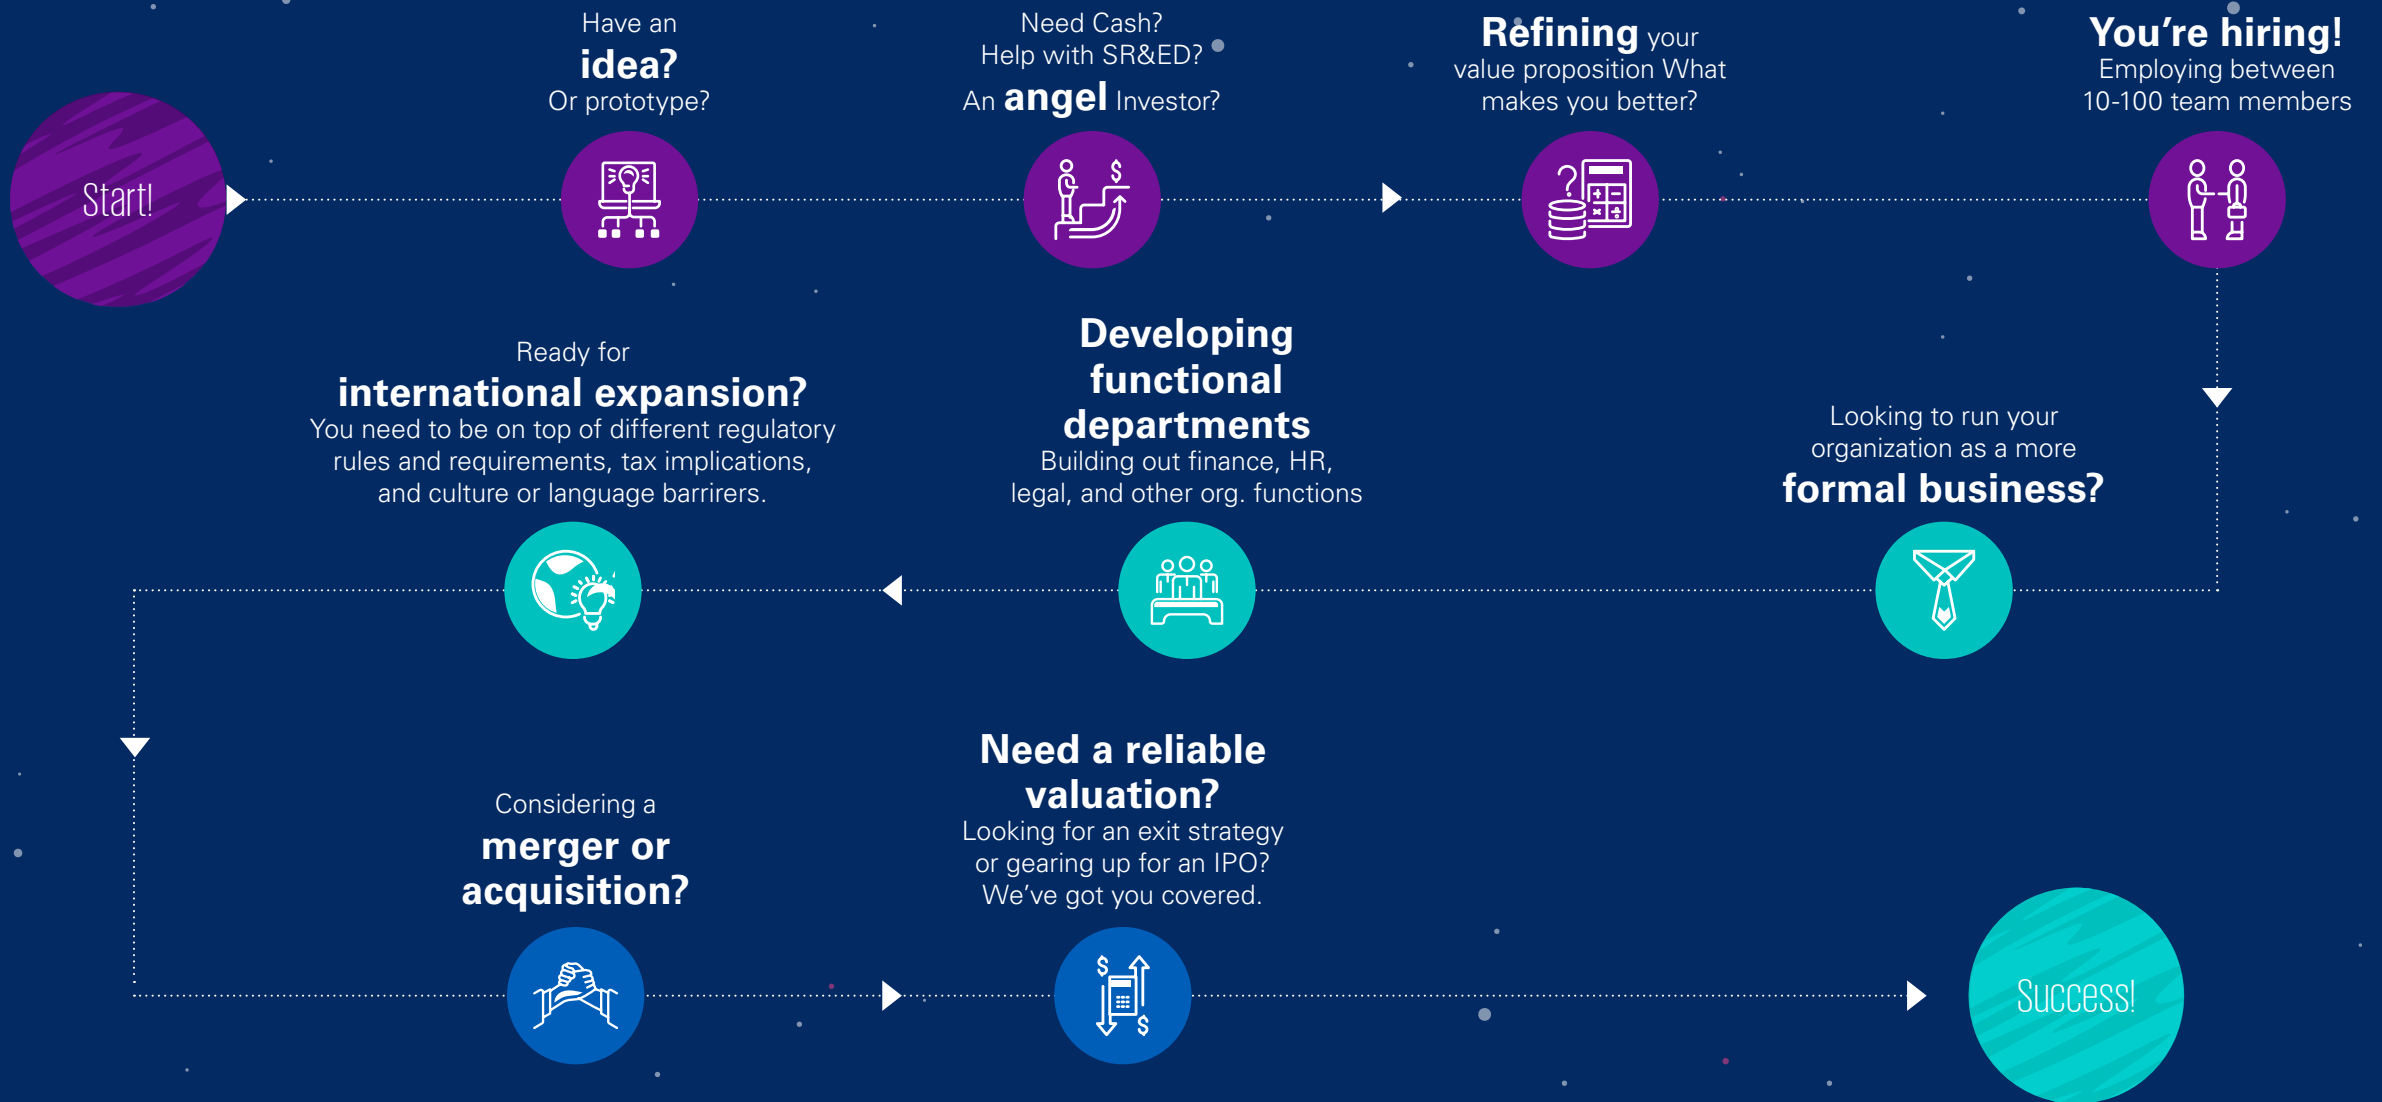 Start!
Have an
idea?
Or prototype?
Need Cash?
Help with SR&ED?
An angel Investor?
Refining your
value proposition What
makes you better?
You're hiring!
Employing between
10-100 team members
Looking to run your
organization as a more
formal business?
Developing
functional
departments
Building out finance, HR,
legal, and other org. functions
Ready for
international expansion?
You need to be on top of different regulatory
rules and requirements, tax implications,
and culture or language barrirers.
Considering a
merger or
acquisition?
Need a reliable
valuation?
Looking for an exit strategy
or gearing up for an IPO?
We've got you covered.
Success!